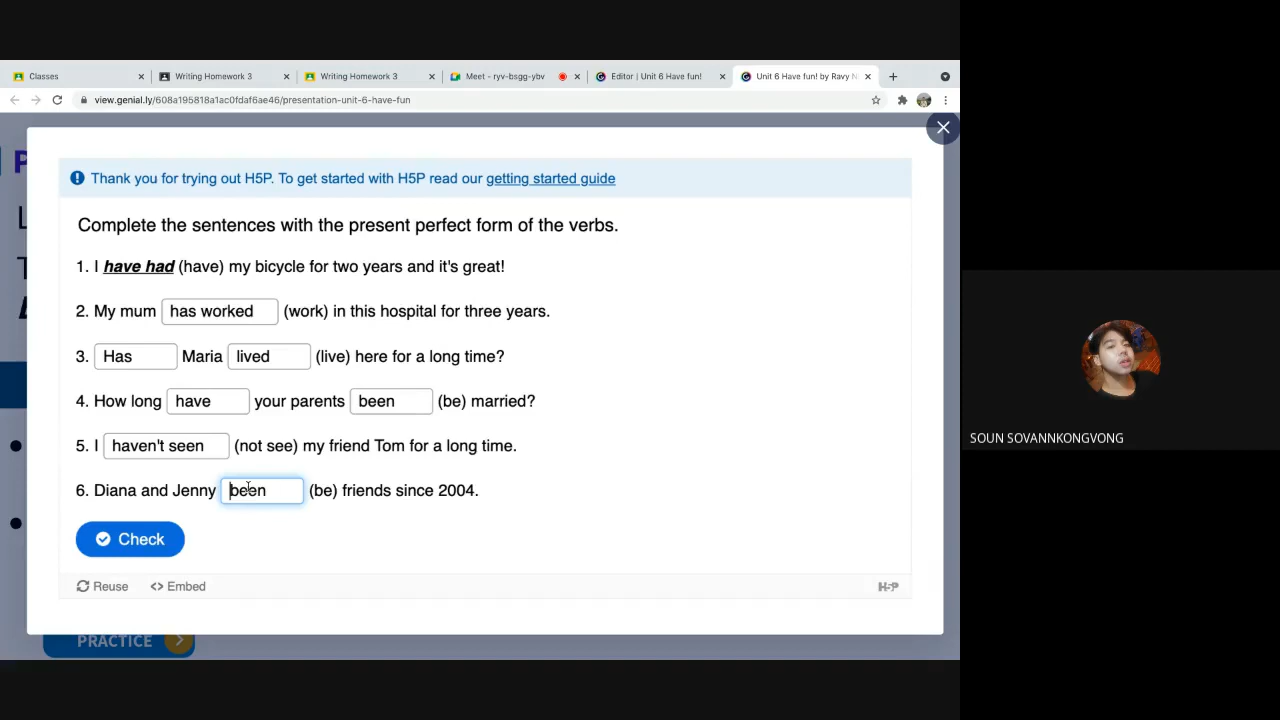 Classes
Writing Homework 3
Writing Homework 3
Meet - ryv-bsgg-ybv
Editor | Unit 6 Have fun!
Unit 6 Have fun! by Ravy N
view.genial.ly/608a195818a1ac0fdaf6ae46/presentation-unit-6-have-fun
Thank you for trying out H5P. To get started with H5P read our getting started guide
Complete the sentences with the present perfect form of the verbs.
1. I have had (have) my bicycle for two years and it's great!
2. My mum has worked (work) in this hospital for three years.
3. Has Maria lived (live) here for a long time?
4. How long have your parents been (be) married?
5. I haven't seen (not see) my friend Tom for a long time.
6. Diana and Jenny been (be) friends since 2004.
Check
Reuse
<> Embed
H5P
PRACTICE
SOUN SOVANNKONGVONG